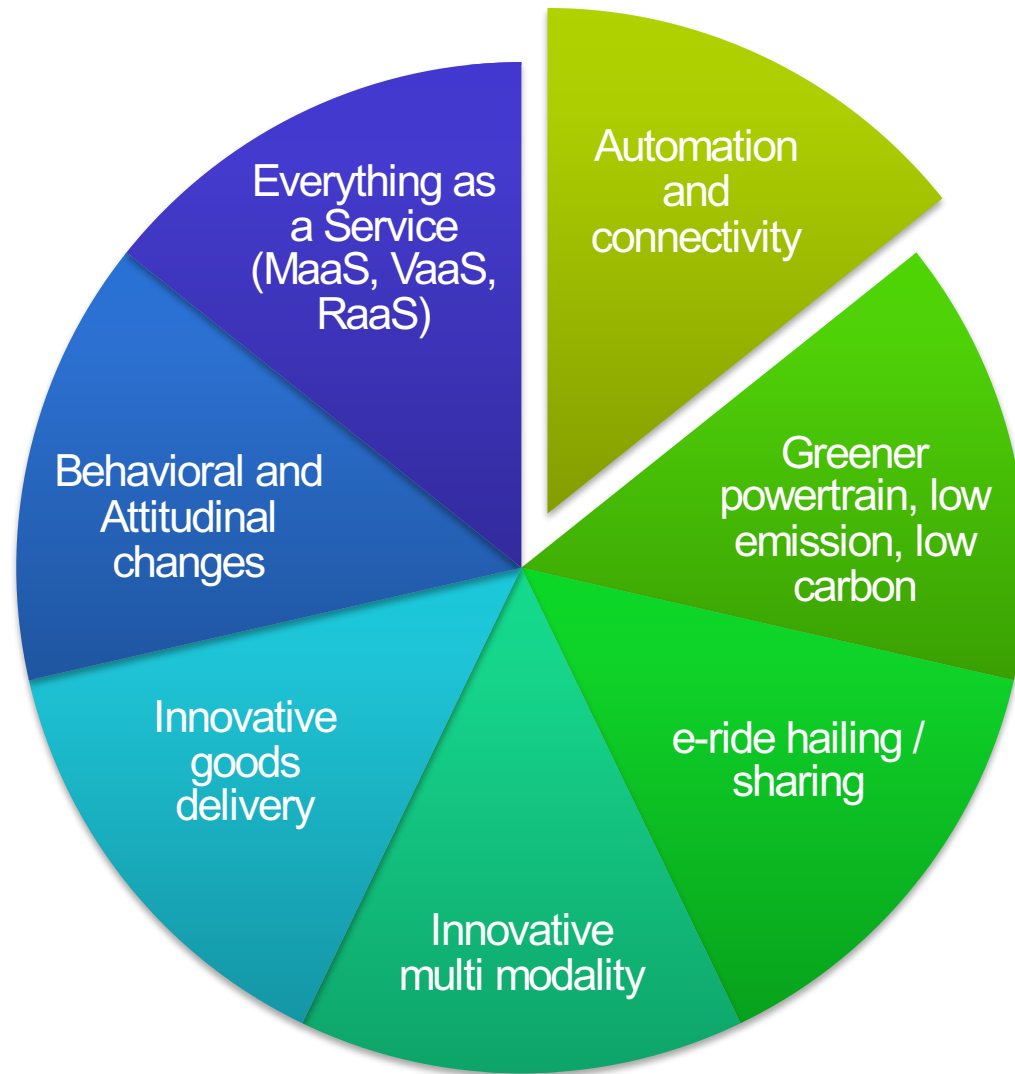 Automation
and
connectivity
Greener
powertrain, low
emission, low
carbon
e-ride hailing /
sharing
Innovative
multi modality
Innovative
goods
delivery
Behavioral and
Attitudinal
changes
Everything as
a Service
(MaaS, VaaS,
RaaS)